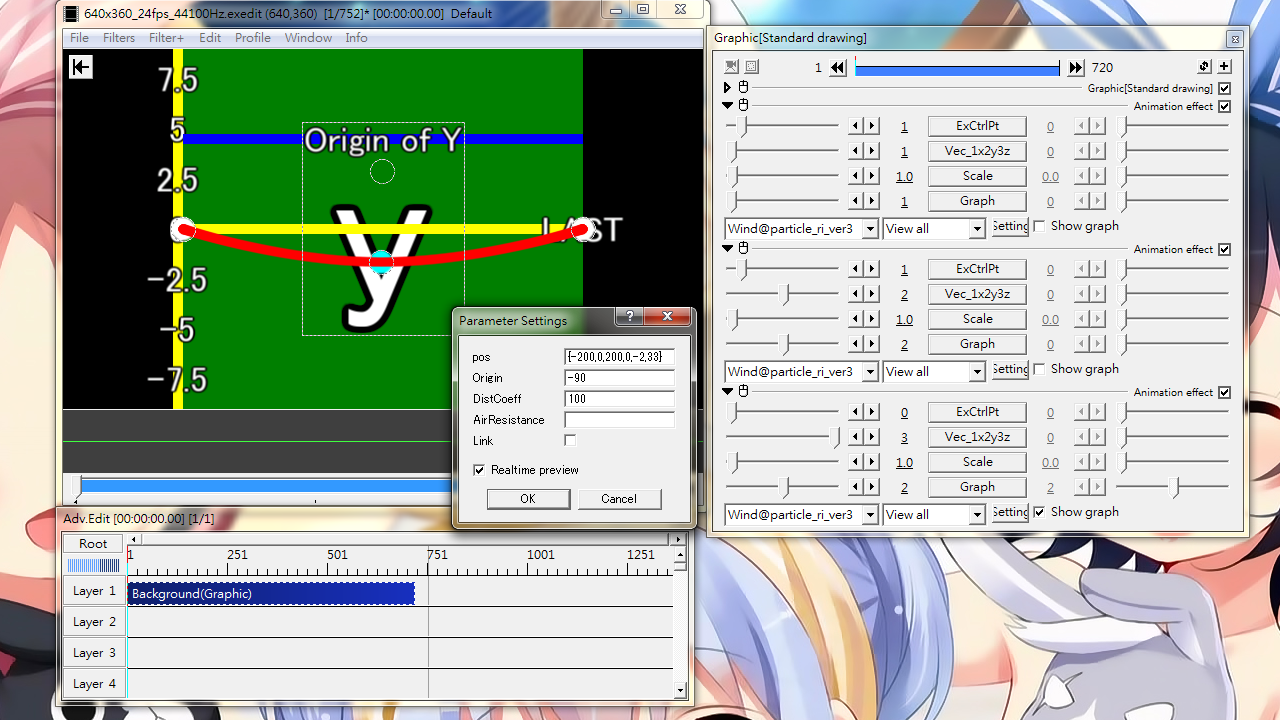 640x360_24fps_44100Hz.exedit (640,360) [1/752]* [00:00:00.00] Default
File Filters Filter+ Edit Profile Window Info
7.5
5
2.5
0
-2.5
-5
-7.5
Origin of Y
y
LAST
Parameter Settings
pos {-200,0,200,0,-2,33}
Origin -90
DistCoeff 100
AirResistance
Link
Realtime preview
OK Cancel
Adv.Edit [00:00:00.00] [1/1]
Root 1 251 501 751 1001 1251
Layer 1 Background(Graphic)
Layer 2
Layer 3
Layer 4
Graphic[Standard drawing]
1 720
Graphic[Standard drawing]
Animation effect
1 ExCtrlPt 0
1 Vec_1x2y3z 0
1.0 Scale 0.0
1 Graph 0
Wind@particle_ri_ver3 View all Setting Show graph
Animation effect
1 ExCtrlPt 0
2 Vec_1x2y3z 0
1.0 Scale 0.0
2 Graph 0
Wind@particle_ri_ver3 View all Setting Show graph
Animation effect
0 ExCtrlPt 0
3 Vec_1x2y3z 0
1.0 Scale 0.0
2 Graph 2
Wind@particle_ri_ver3 View all Setting Show graph